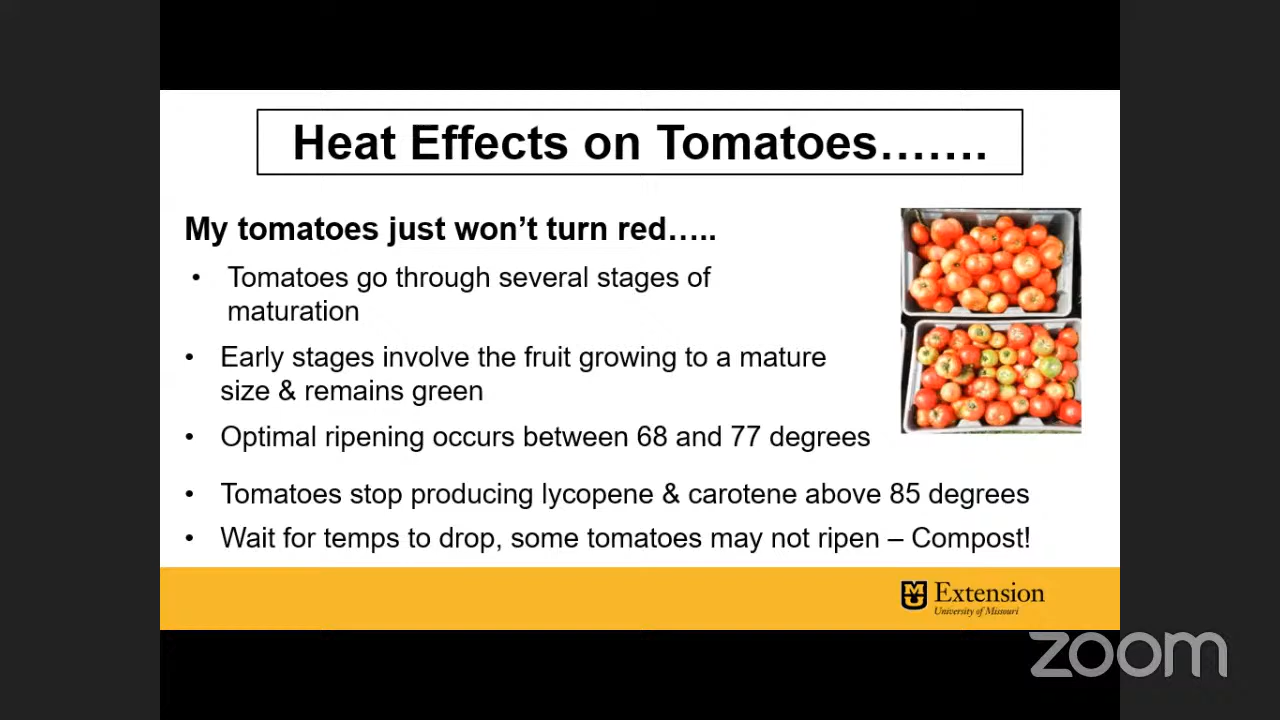 Heat Effects on Tomatoes…….
My tomatoes just won’t turn red…..
• Tomatoes go through several stages of
maturation
• Early stages involve the fruit growing to a mature
size & remains green
• Optimal ripening occurs between 68 and 77 degrees
• Tomatoes stop producing lycopene & carotene above 85 degrees
• Wait for temps to drop, some tomatoes may not ripen – Compost!
Extension
University of Missouri
zoom